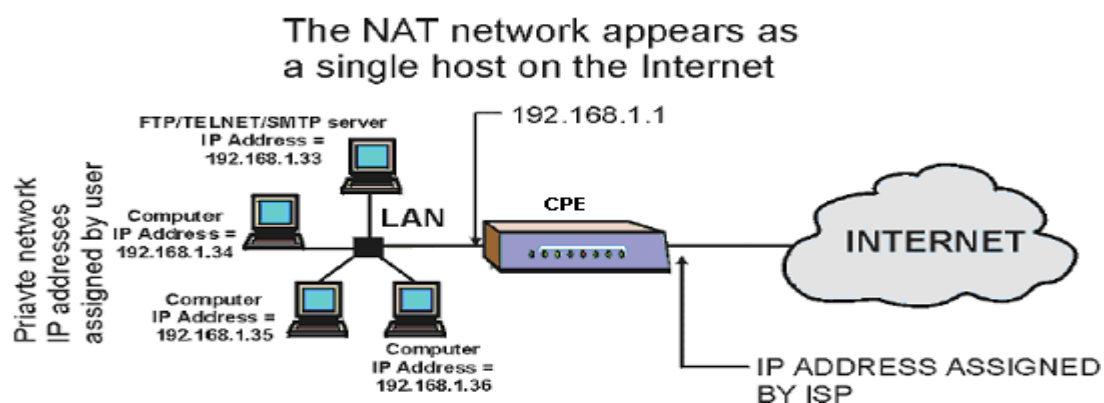 The NAT network appears as
a single host on the Internet
192.168.1.1
FTP/TELNET/SMTP server
IP Address =
192.168.1.33
Priavte network
IP addresses
assigned by user
Computer
IP Address =
192.168.1.34
LAN
CPE
INTERNET
Computer
IP Address =
192.168.1.35
Computer
IP Address =
192.168.1.36
IP ADDRESS ASSIGNED
BY ISP